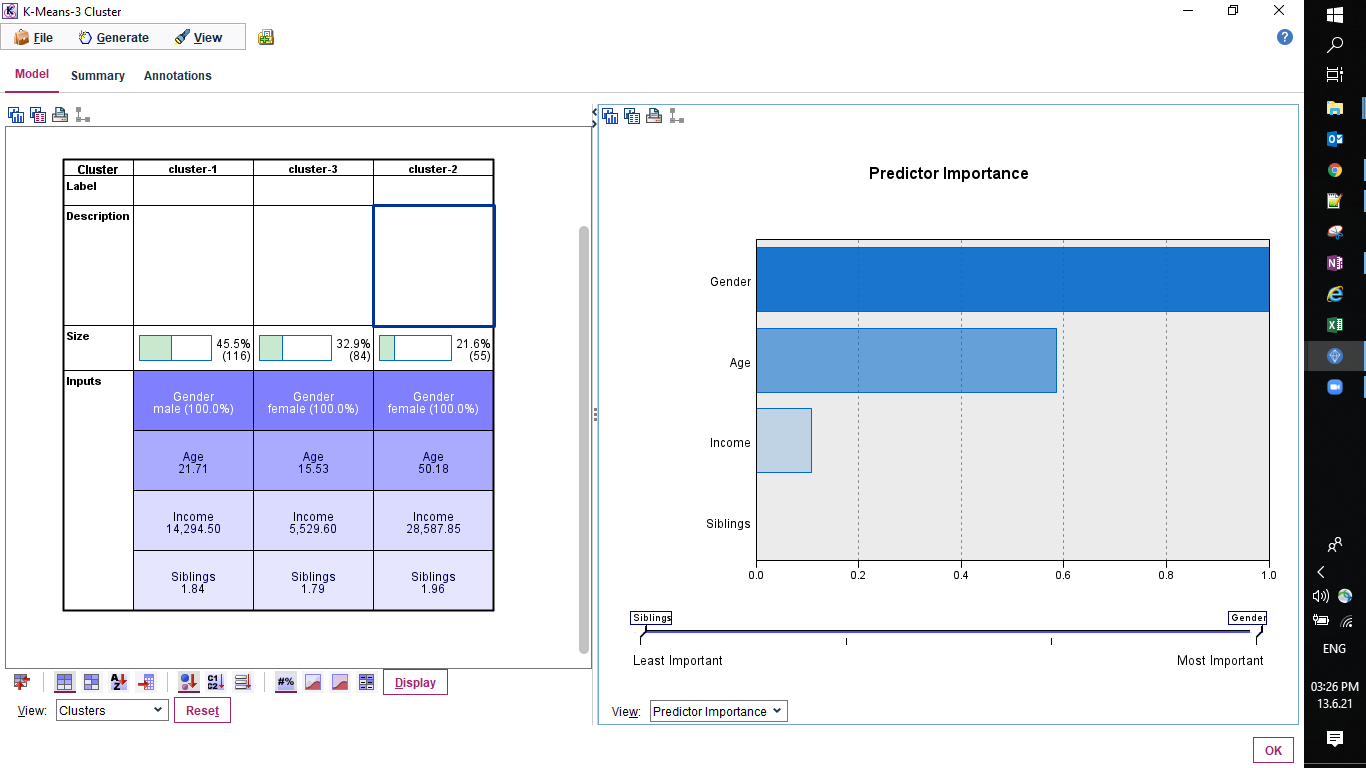 K-Means-3 Cluster
File Generate View
Model Summary Annotations
Cluster cluster-1 cluster-3 cluster-2
Label
Description
Size 45.5% (116) 32.9% (84) 21.6% (55)
Inputs
Gender male (100.0%) Gender female (100.0%) Gender female (100.0%)
Age 21.71 Age 15.53 Age 50.18
Income 14,294.50 Income 5,529.60 Income 28,587.85
Siblings 1.84 Siblings 1.79 Siblings 1.96
#% Display
View: Clusters Reset
Predictor Importance
Gender
Age
Income
Siblings
0.0 0.2 0.4 0.6 0.8 1.0
Siblings Gender
Least Important Most Important
View: Predictor Importance
OK
ENG
03:26 PM
13.6.21